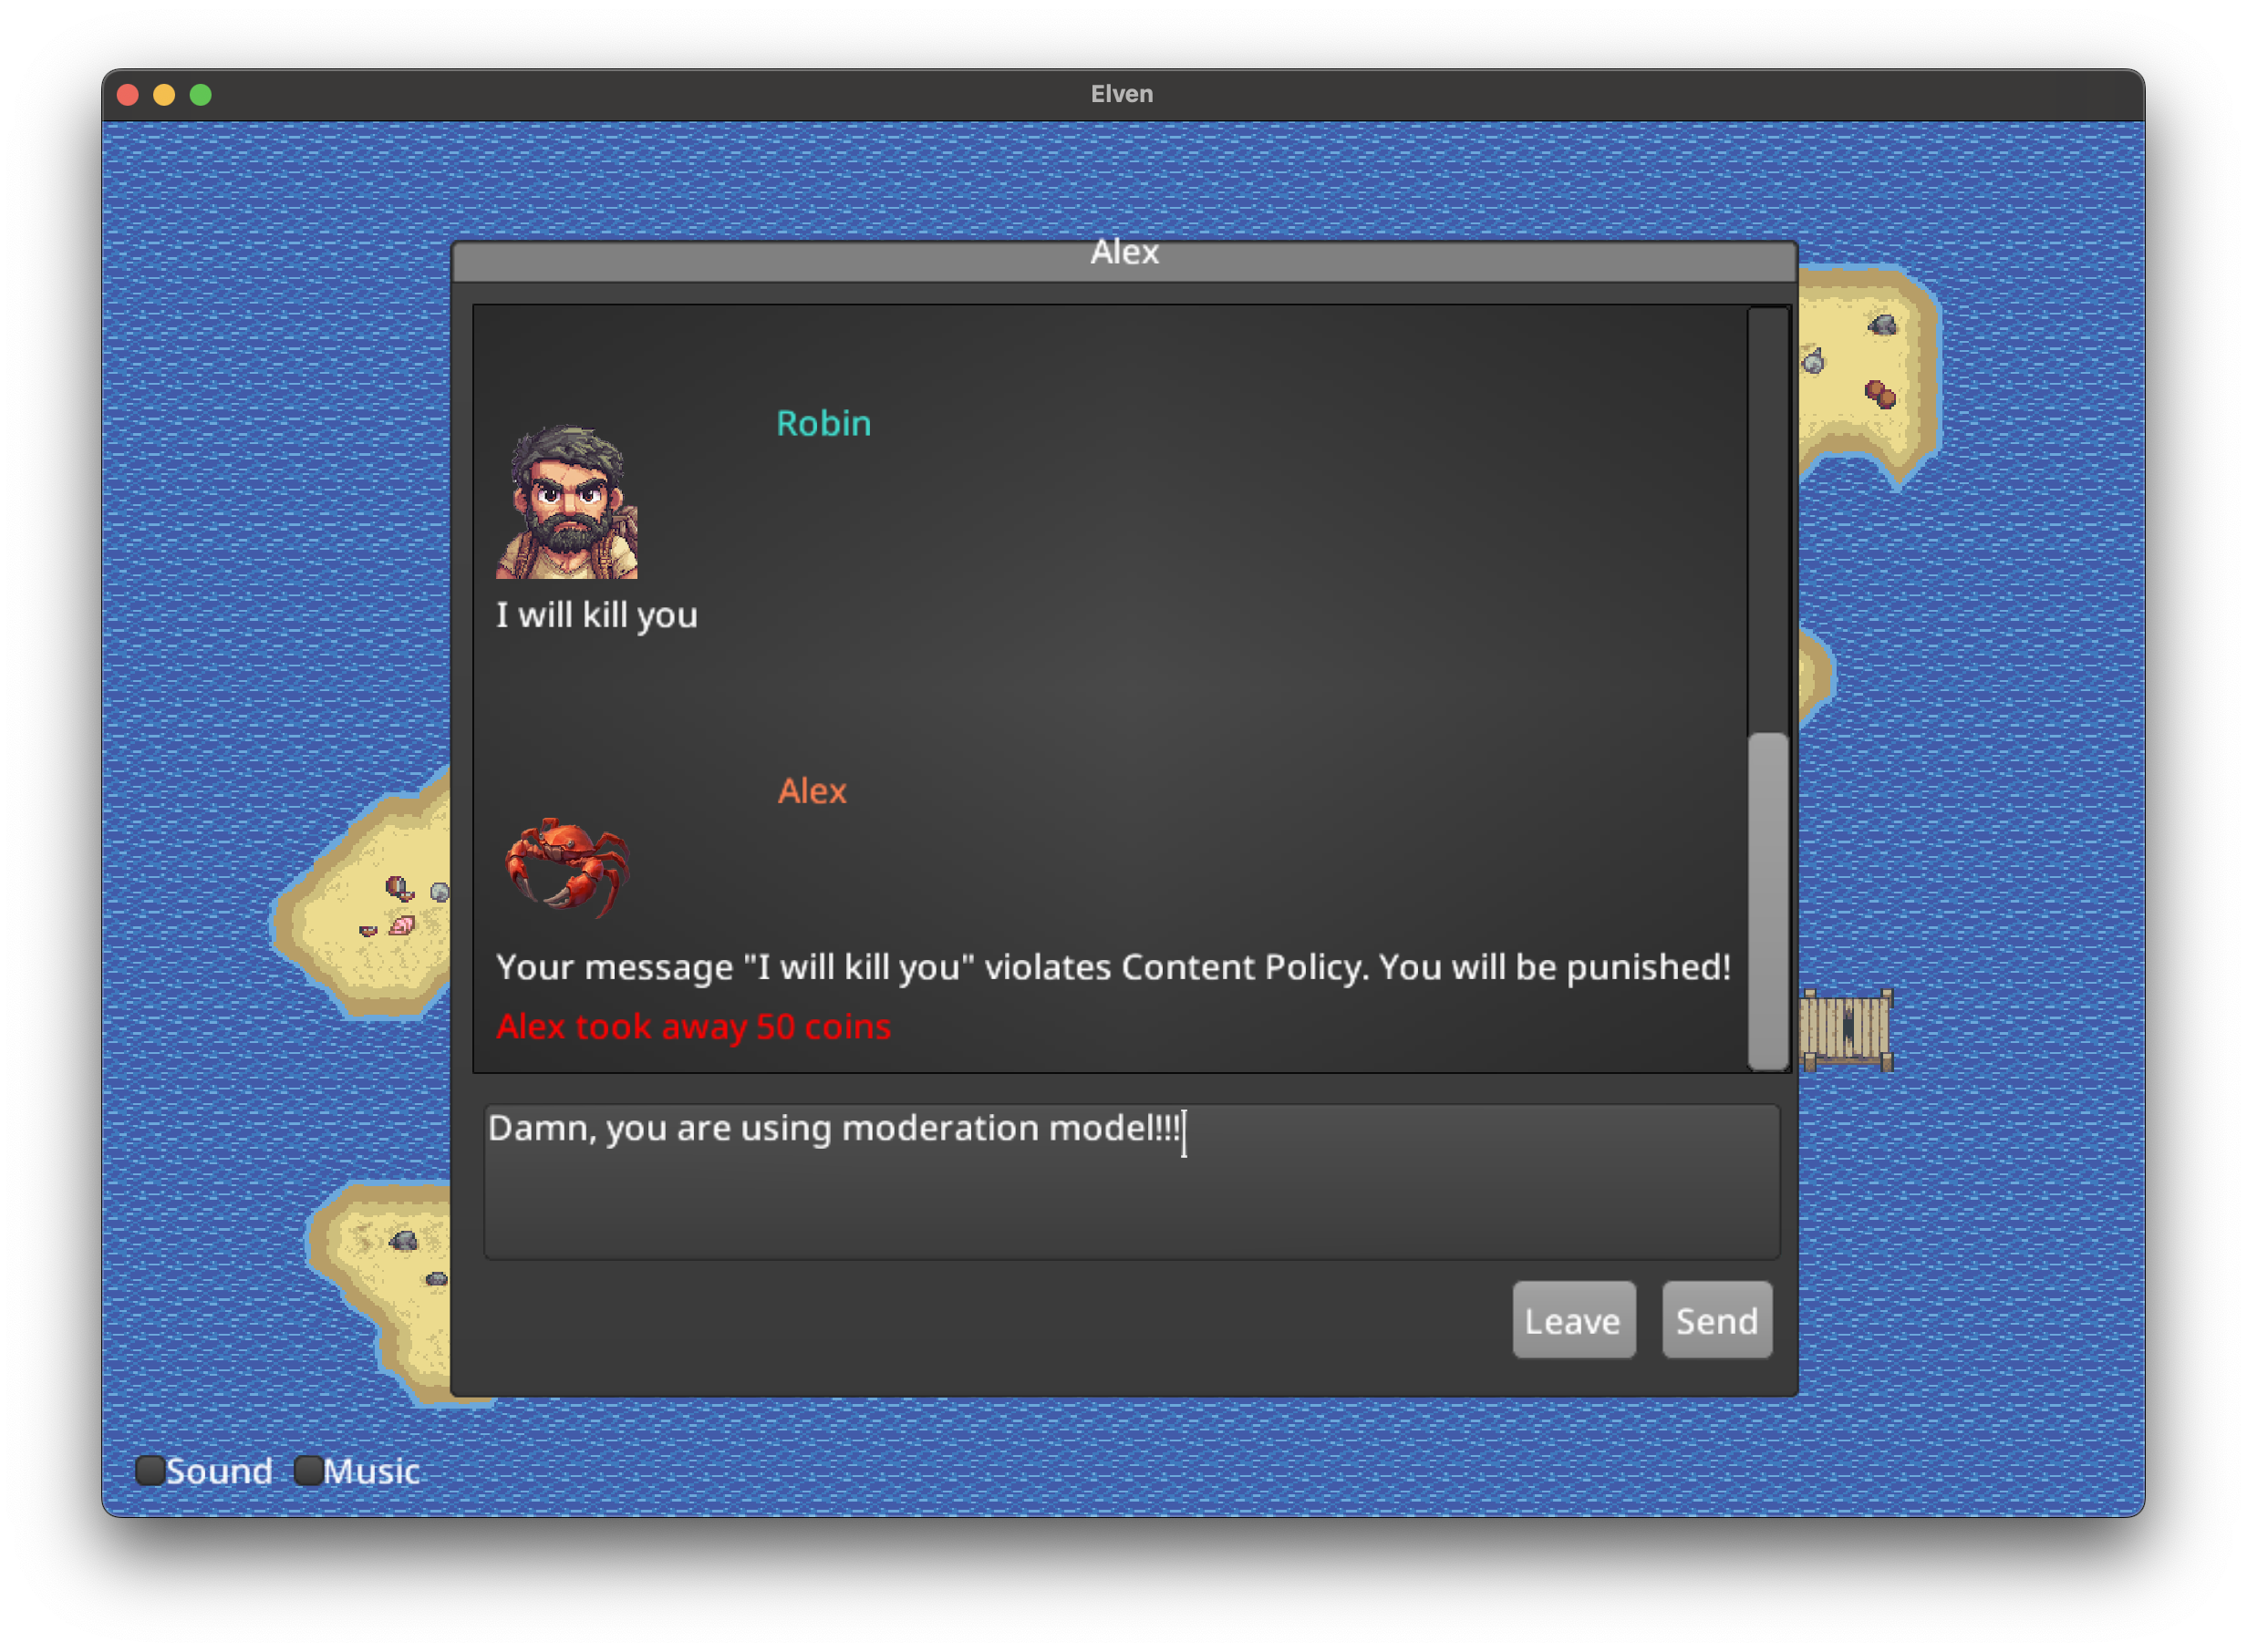 Elven
Alex
Robin
I will kill you
Alex
Your message "I will kill you" violates Content Policy. You will be punished!
Alex took away 50 coins
Damn, you are using moderation model!!!
Leave Send
Sound Music